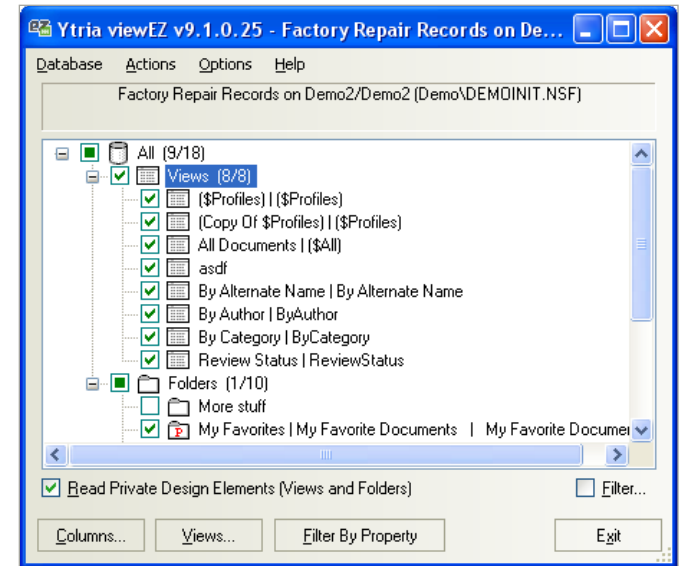 Ytria viewEZ v9.1.0.25 - Factory Repair Records on De...
Database Actions Options Help
Factory Repair Records on Demo2/Demo2 (Demo\DEMOINIT.NSF)
All (9/18)
Views (8/8)
($Profiles) | ($Profiles)
(Copy Of $Profiles) | ($Profiles)
All Documents | ($All)
asdf
By Alternate Name | By Alternate Name
By Author | ByAuthor
By Category | ByCategory
Review Status | ReviewStatus
Folders (1/10)
More stuff
My Favorites | My Favorite Documents | My Favorite Documen
Read Private Design Elements (Views and Folders) Filter...
Columns... Views... Filter By Property Exit